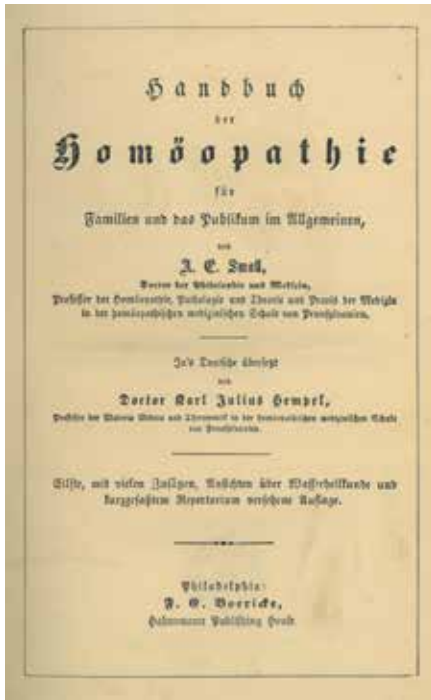 Handbuch
der
Homöopathie
für
Familien und das Publikum im Allgemeinen,
von
A. E. Small,
Doctor der Philosophie und Medizin,
Professor der Homöopathie, Pathologie und Theorie und Praxis der Medizin
in der homöopathischen medizinischen Schule von Pennsylvanien.
In's Deutsche übersetzt
von
Doctor Karl Julius Hempel,
Professor der Materia Medica und Therapeutik in der homöopathischen medizinischen Schule
von Pennsylvanien.
Eilfte, mit vielen Zusätzen, Ansichten über Wasserheilkunde und
kurzgefaßtem Repertorium versehene Auflage.
Philadelphia:
F. E. Boericke,
Hahnemann Publishing House.